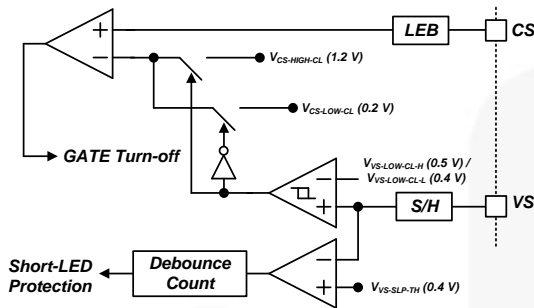 LEB
CS
V_CS-HIGH-CL (1.2 V)
V_CS-LOW-CL (0.2 V)
GATE Turn-off
V_VS-LOW-CL-H (0.5 V) /
V_VS-LOW-CL-L (0.4 V)
S/H
VS
Short-LED
Protection
Debounce
Count
V_VS-SLP-TH (0.4 V)
+
−
−
+
−
+